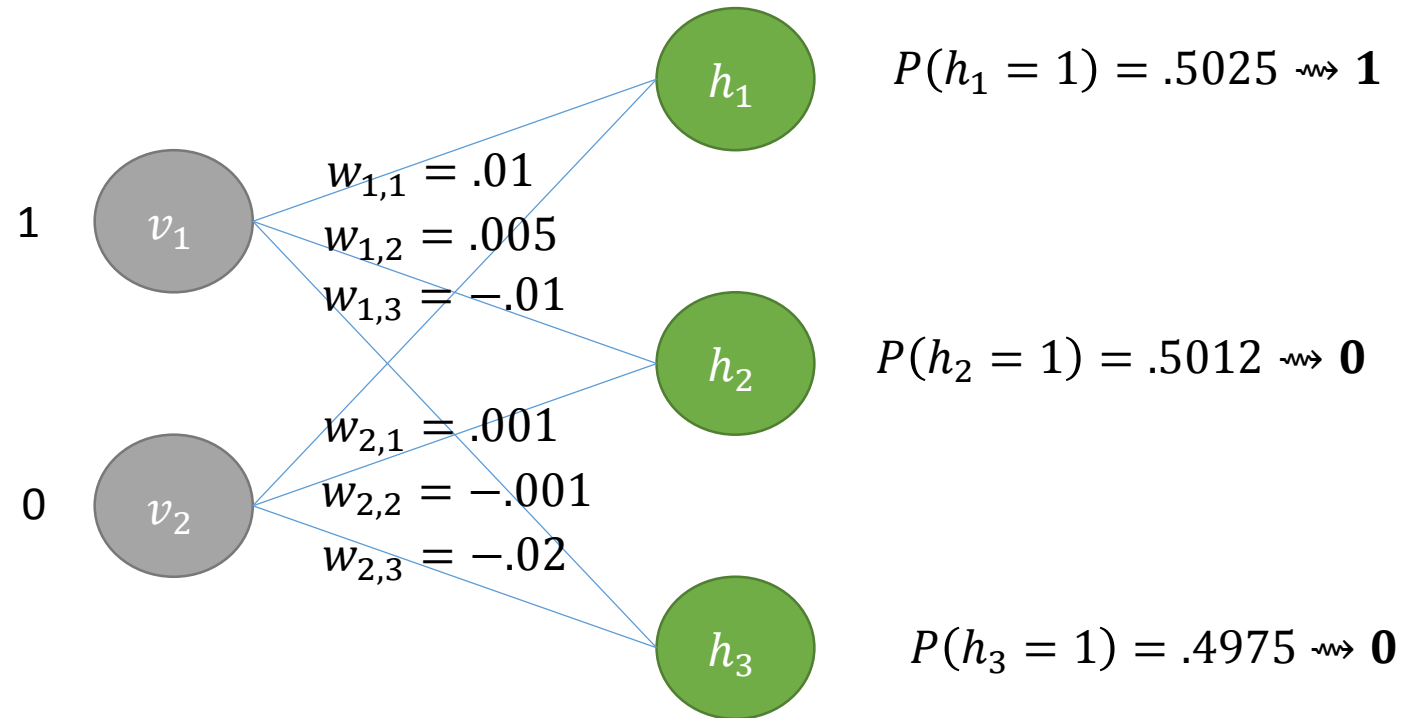 h₁
P(h₁ = 1) = .5025 ⇝ 1
w₁,₁ = .01
1
v₁
w₁,₂ = .005
w₁,₃ = −.01
h₂
P(h₂ = 1) = .5012 ⇝ 0
w₂,₁ = .001
0
v₂
w₂,₂ = −.001
w₂,₃ = −.02
h₃
P(h₃ = 1) = .4975 ⇝ 0